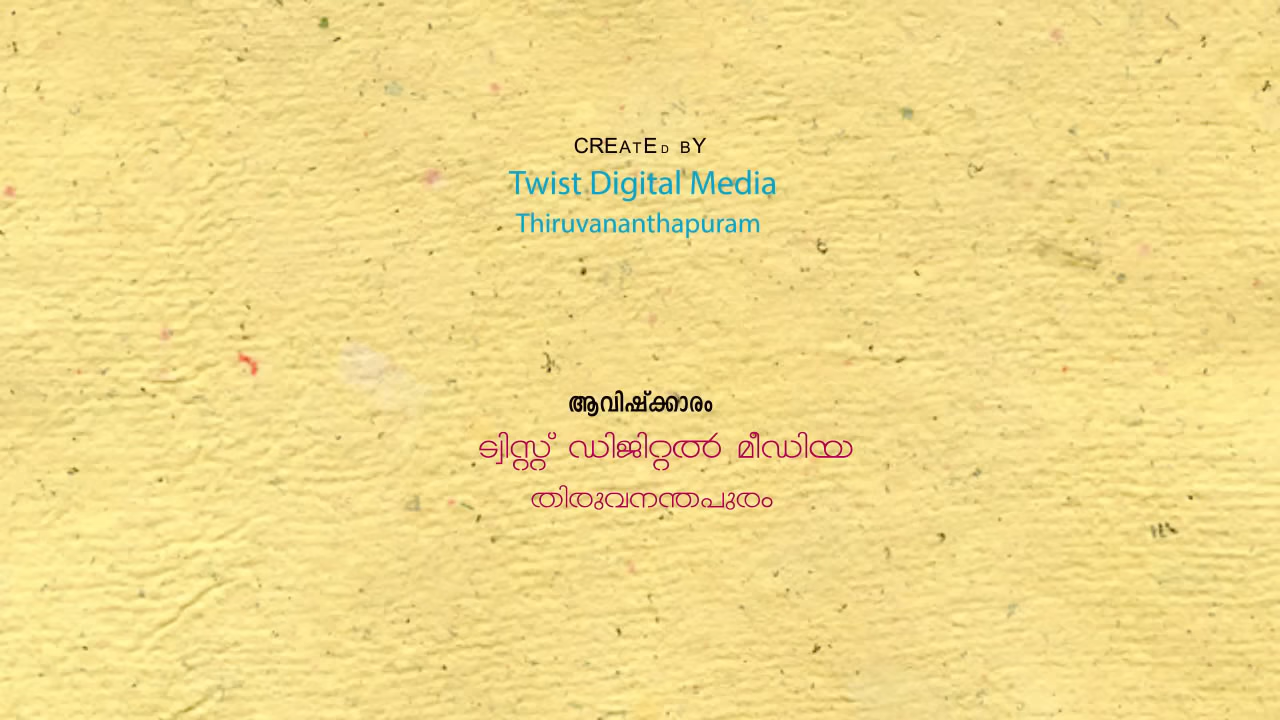 CREATED BY
Twist Digital Media
Thiruvananthapuram
ആവിഷ്ക്കാരം
ട്വിസ്റ്റ് ഡിജിറ്റൽ മീഡിയ
തിരുവനന്തപുരം